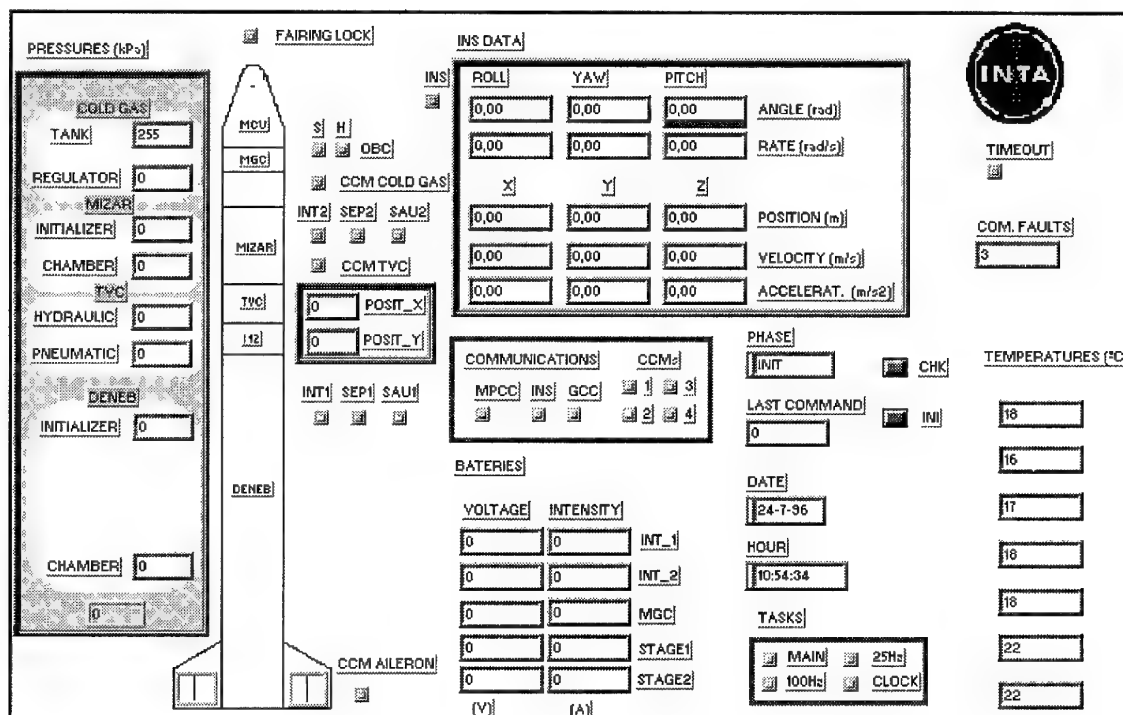 PRESSURES (kPa)
COLD GAS
TANK 255
REGULATOR 0
MIZAR
INITIALIZER 0
CHAMBER 0
TVC
HYDRAULIC 0
PNEUMATIC 0
DENEB
INITIALIZER 0
CHAMBER 0
0
FAIRING LOCK
MCU
MGC
MIZAR
TVC
I 1/2
DENEB
S H
OBC
CCM COLD GAS
INT2 SEP2 SAU2
CCM TVC
0 POSIT_X
0 POSIT_Y
INT1 SEP1 SAU1
CCM AILERON
INS DATA
INS
ROLL YAW PITCH
0,00 0,00 0,00 ANGLE (rad)
0,00 0,00 0,00 RATE (rad/s)
X Y Z
0,00 0,00 0,00 POSITION (m)
0,00 0,00 0,00 VELOCITY (m/s)
0,00 0,00 0,00 ACCELERAT. (m/s2)
COMMUNICATIONS CCMs
MPCC INS GCC 1 3
2 4
BATERIES
VOLTAGE INTENSITY
0 0 INT_1
0 0 INT_2
0 0 MGC
0 0 STAGE1
0 0 STAGE2
(V) (A)
PHASE
INIT
CHK
LAST COMMAND
0
INI
DATE
24-7-96
HOUR
10:54:34
TASKS
MAIN 25Hz
100Hz CLOCK
INTA
TIMEOUT
COM. FAULTS
3
TEMPERATURES (ºC
18
16
17
18
18
22
22